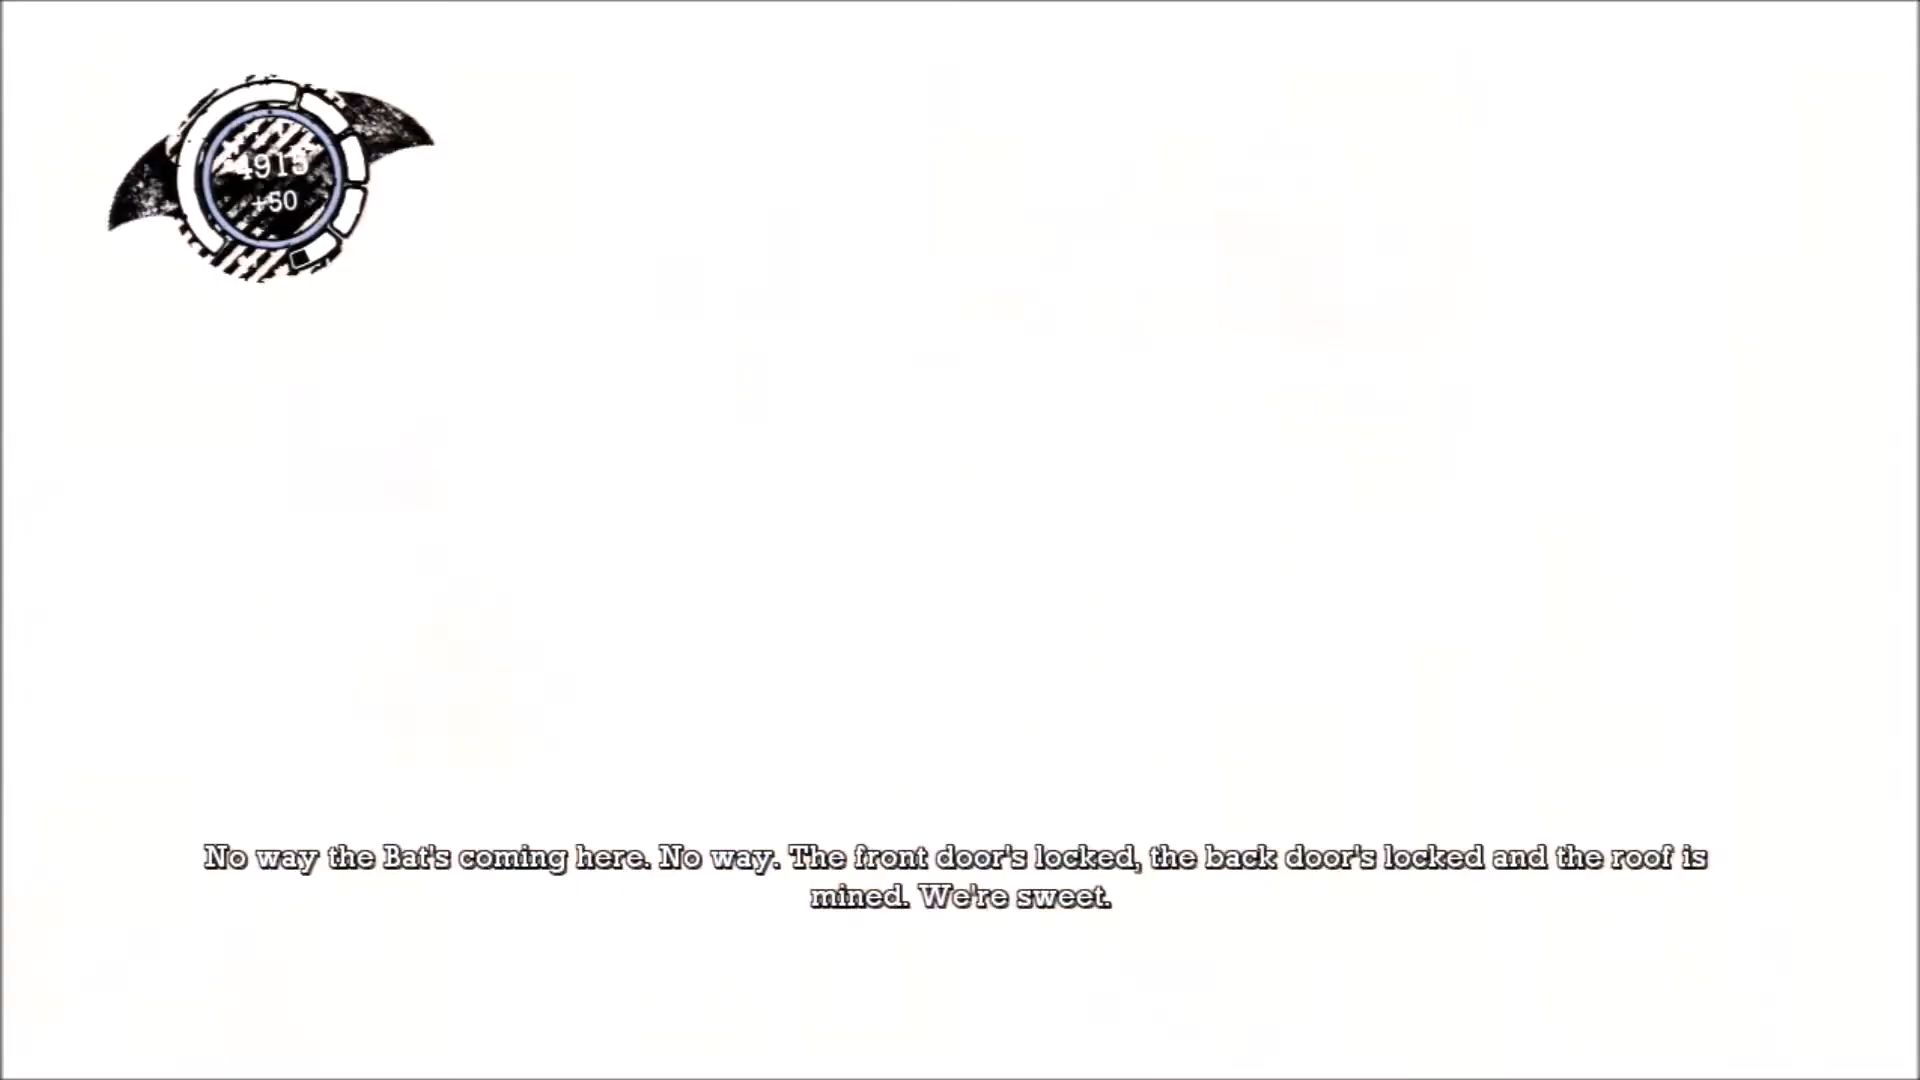 4915
+50
No way the Bat's coming here. No way. The front door's locked, the back door's locked and the roof is
mined. We're sweet.